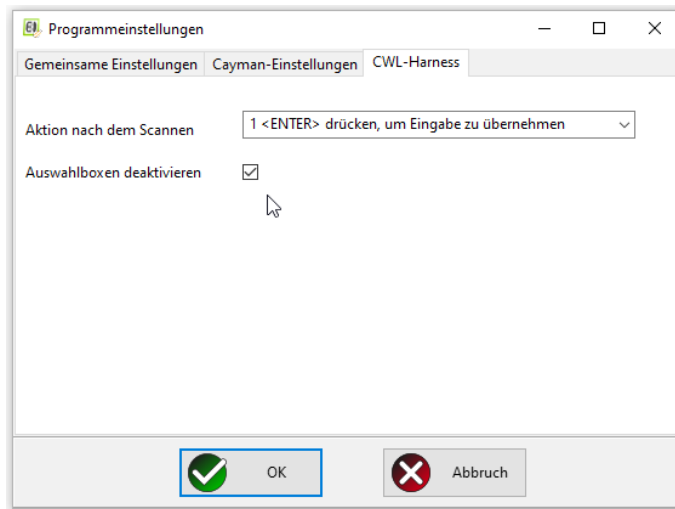 Programmeinstellungen
Gemeinsame Einstellungen Cayman-Einstellungen CWL-Harness
Aktion nach dem Scannen 1 <ENTER> drücken, um Eingabe zu übernehmen
Auswahlboxen deaktivieren
OK Abbruch